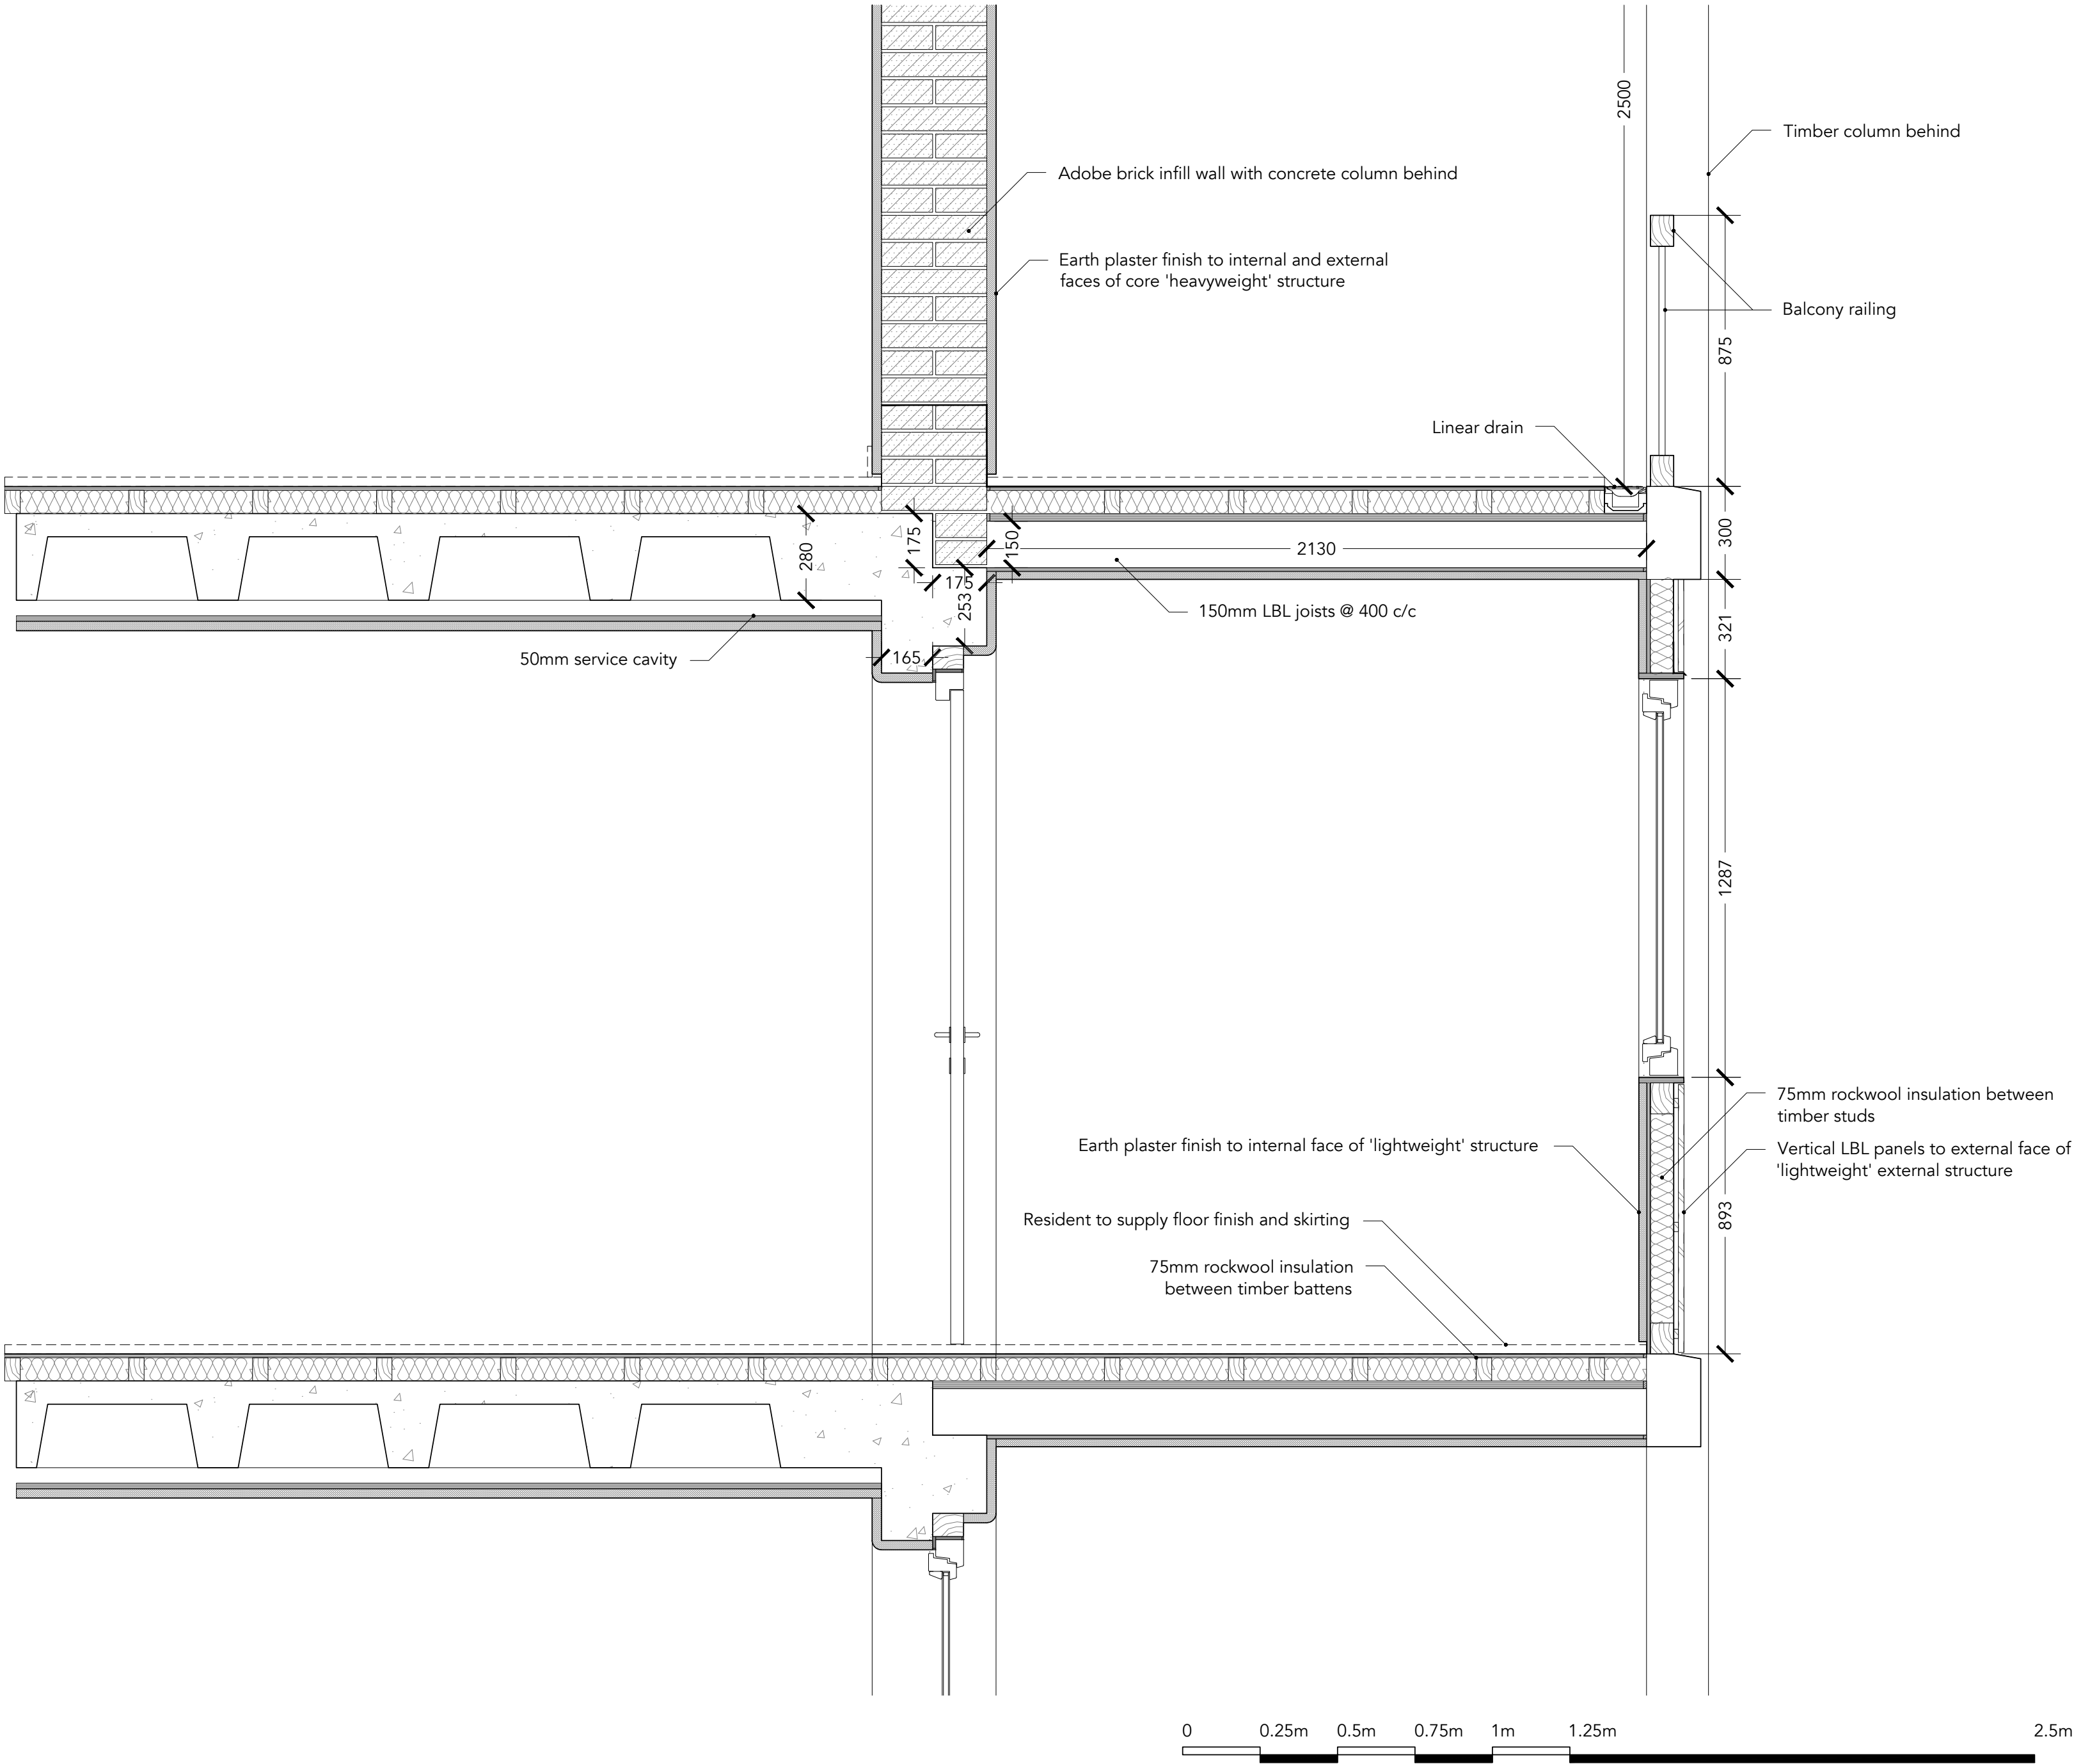 2500
Timber column behind
Adobe brick infill wall with concrete column behind
Earth plaster finish to internal and external
faces of core 'heavyweight' structure
Balcony railing
875
Linear drain
175
280
150
2130
300
175
253
150mm LBL joists @ 400 c/c
321
165
50mm service cavity
1287
75mm rockwool insulation between
timber studs
Earth plaster finish to internal face of 'lightweight' structure
Vertical LBL panels to external face of
'lightweight' external structure
893
Resident to supply floor finish and skirting
75mm rockwool insulation
between timber battens
0 0.25m 0.5m 0.75m 1m 1.25m 2.5m